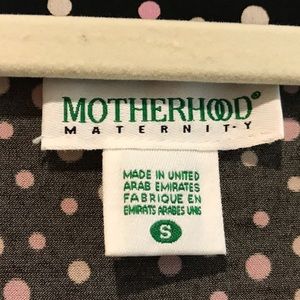 MOTHERHOOD
MATERNITY
MADE IN UNITED
ARAB EMIRATES
FABRIQUE EN
EMIRATS ARABES UNIS
S